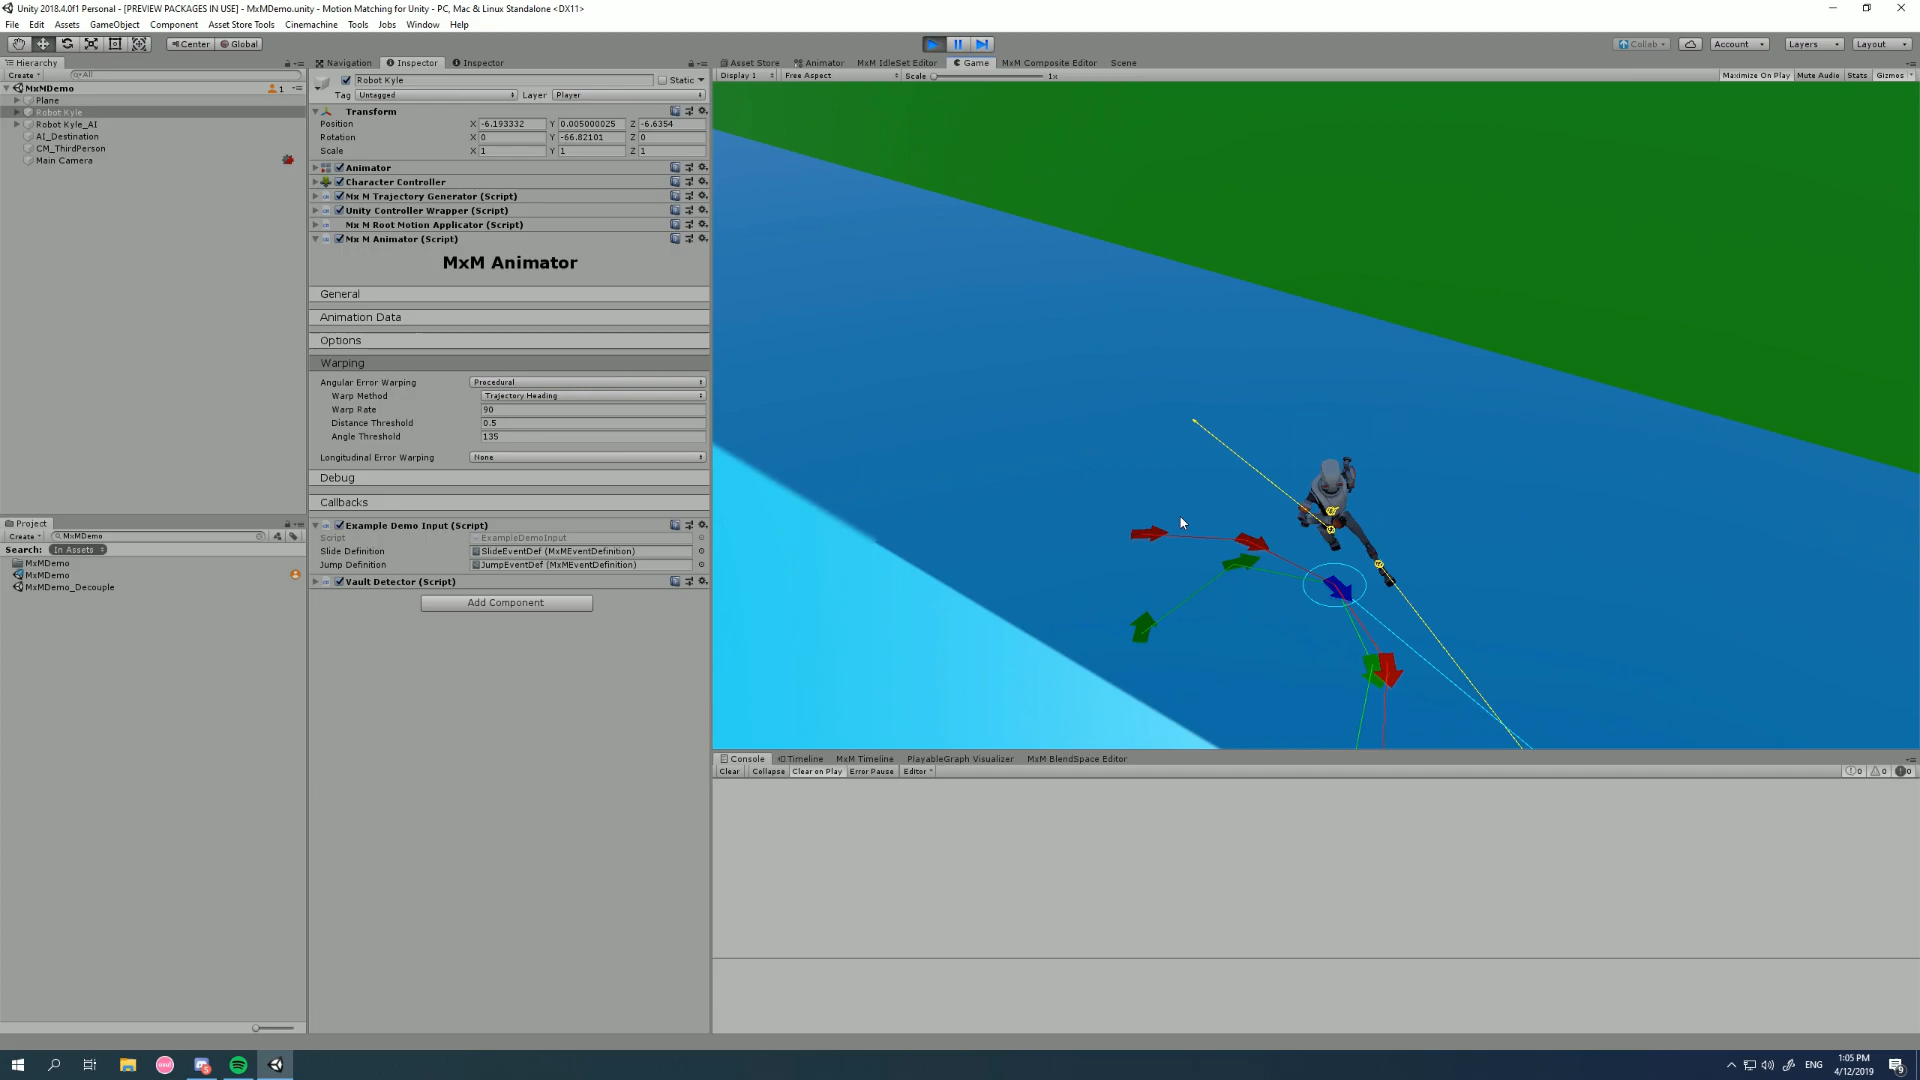 Unity 2018.4.0f1 Personal - [PREVIEW PACKAGES IN USE] - MxMDemo.unity - Motion Matching for Unity - PC, Mac & Linux Standalone <DX11>
File Edit Assets GameObject Component Asset Store Tools Cinemachine Tools Jobs Window Help
Center Global Collab Account Layers Layout
Hierarchy Navigation Inspector Inspector Asset Store Animator MxM IdleSet Editor Game MxM Composite Editor Scene
Create All
Display 1 Free Aspect Scale 1x Maximize On Play Mute Audio Stats Gizmos
MxMDemo 1
Plane
Robot Kyle
Robot Kyle_AI
AI_Destination
CM_ThirdPerson
Main Camera
Robot Kyle Static
Tag Untagged Layer Player
Transform
Position X -6.193332 Y 0.005000025 Z -6.6354
Rotation X 0 Y -66.82101 Z 0
Scale X 1 Y 1 Z 1
Animator
Character Controller
Mx M Trajectory Generator (Script)
Unity Controller Wrapper (Script)
Mx M Root Motion Applicator (Script)
Mx M Animator (Script)
MxM Animator
General
Animation Data
Options
Warping
Angular Error Warping Procedural
Warp Method Trajectory Heading
Warp Rate 90
Distance Threshold 0.5
Angle Threshold 135
Longitudinal Error Warping None
Debug
Callbacks
Example Demo Input (Script)
Script ExampleDemoInput
Slide Definition SlideEventDef (MxMEventDefinition)
Jump Definition JumpEventDef (MxMEventDefinition)
Vault Detector (Script)
Add Component
Project
Create MxMDemo
Search: In Assets
MxMDemo
MxMDemo
MxMDemo_Decouple
Console Timeline MxM Timeline PlayableGraph Visualizer MxM BlendSpace Editor
Clear Collapse Clear on Play Error Pause Editor 0 0 0
ENG
1:05 PM
4/12/2019